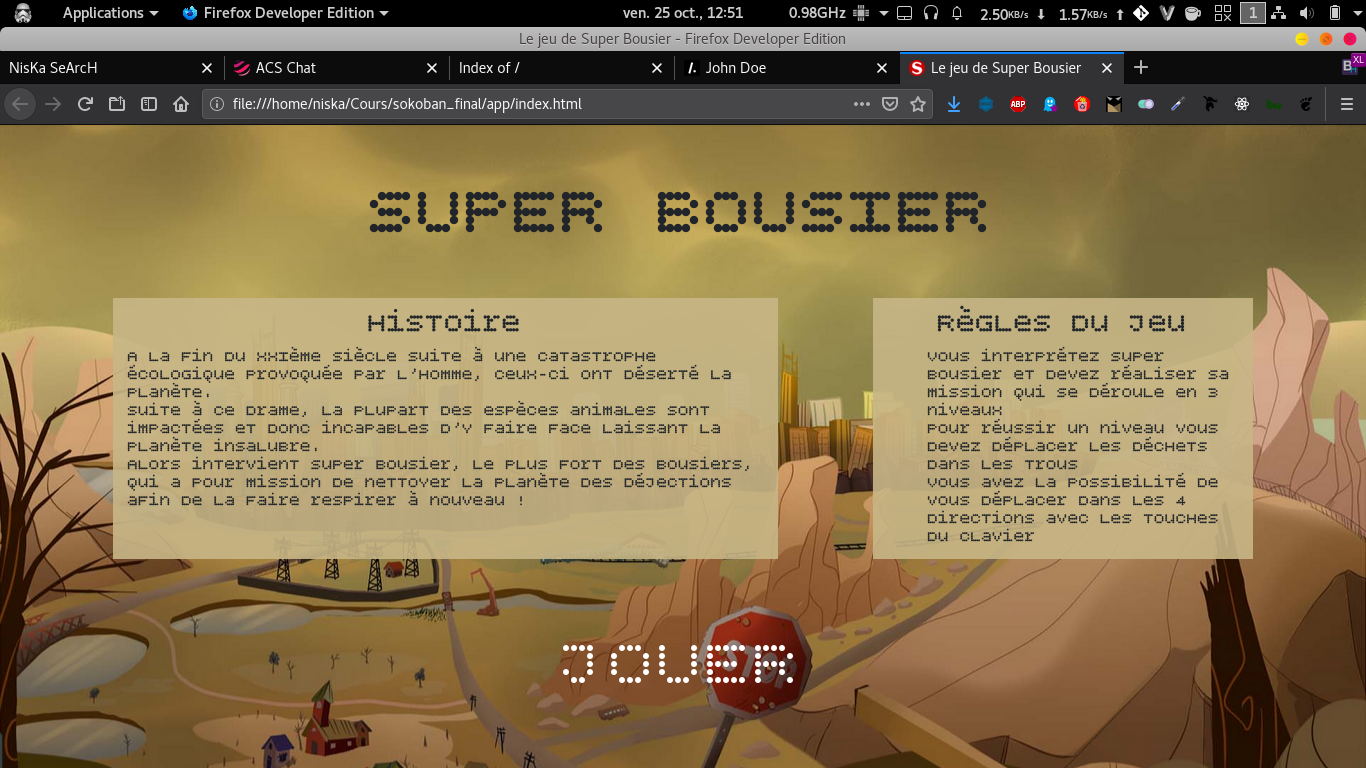 Applications
Firefox Developer Edition
ven. 25 oct., 12:51
0.98GHz
2.50KB/s
1.57KB/s
1
Le jeu de Super Bousier - Firefox Developer Edition
NisKa SeArcH
ACS Chat
Index of /
John Doe
Le jeu de Super Bousier
XL
file:///home/niska/Cours/sokoban_final/app/index.html
ABP
SUPER BOUSIER
Histoire
A la fin du XXIème siècle suite à une catastrophe
écologique provoquée par l'homme, ceux-ci ont déserté la
planète.
Suite à ce drame, la plupart des espèces animales sont
impactées et donc incapables d'y faire face laissant la
planète insalubre.
Alors intervient Super Bousier, le plus fort des bousiers,
qui a pour mission de nettoyer la planète des déjections
afin de la faire respirer à nouveau !
Règles du jeu
Vous interprétez Super
Bousier et devez réaliser sa
mission qui se déroule en 3
niveaux
Pour réussir un niveau vous
devez déplacer les déchets
dans les trous
Vous avez la possibilité de
vous déplacer dans les 4
directions avec les touches
du clavier
JOUER